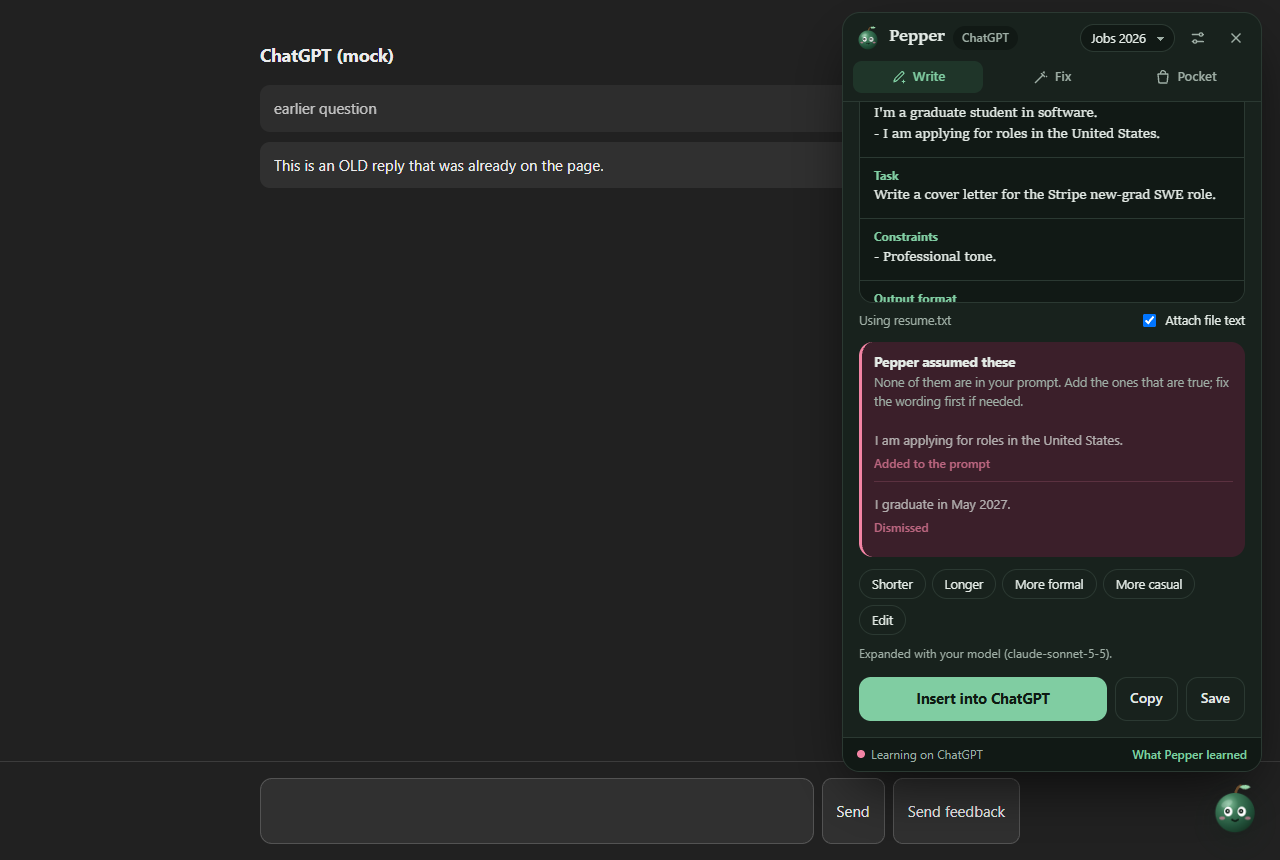 ChatGPT (mock)
earlier question
This is an OLD reply that was already on the page.
Send
Send feedback
Pepper
ChatGPT
Jobs 2026
Write
Fix
Pocket
I'm a graduate student in software.
- I am applying for roles in the United States.
Task
Write a cover letter for the Stripe new-grad SWE role.
Constraints
- Professional tone.
Output format
Using resume.txt
Attach file text
Pepper assumed these
None of them are in your prompt. Add the ones that are true; fix
the wording first if needed.
I am applying for roles in the United States.
Added to the prompt
I graduate in May 2027.
Dismissed
Shorter
Longer
More formal
More casual
Edit
Expanded with your model (claude-sonnet-5-5).
Insert into ChatGPT
Copy
Save
Learning on ChatGPT
What Pepper learned